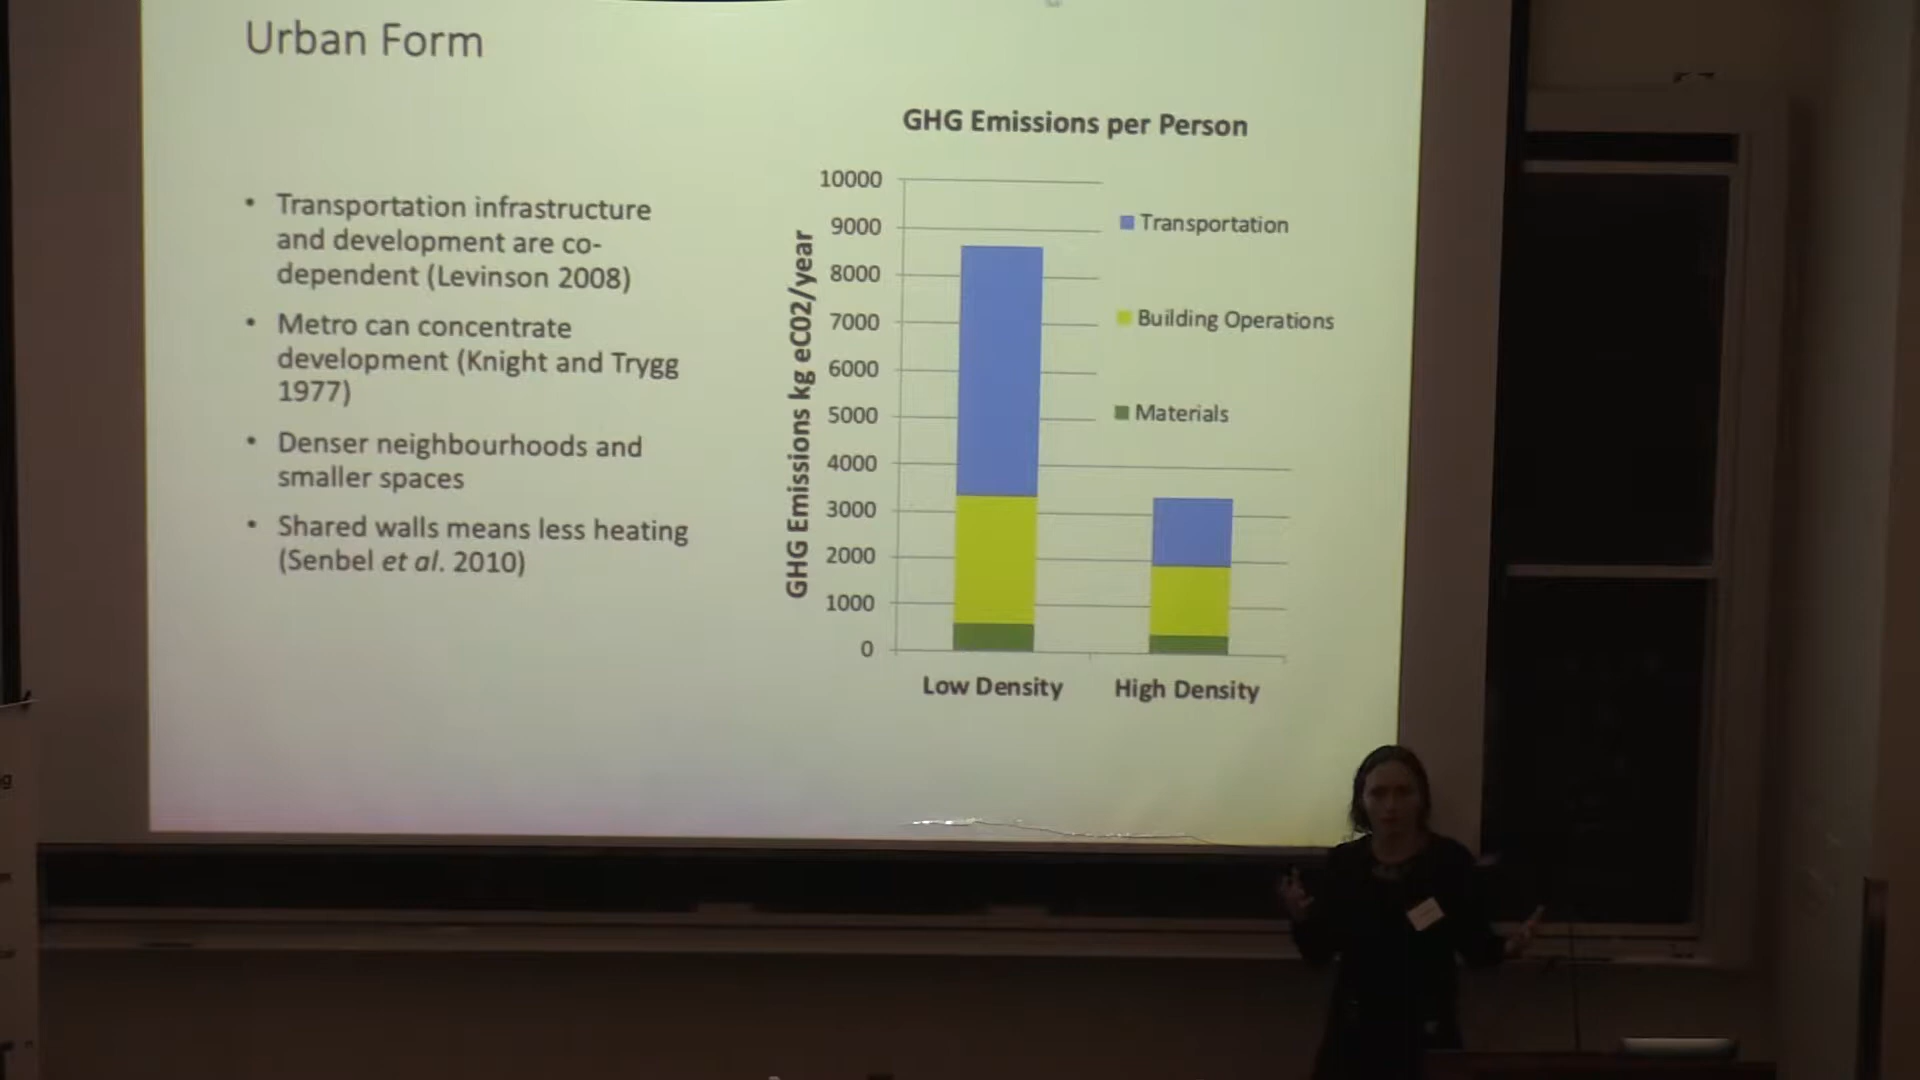 Urban Form
• Transportation infrastructure
and development are co-
dependent (Levinson 2008)
• Metro can concentrate
development (Knight and Trygg
1977)
• Denser neighbourhoods and
smaller spaces
• Shared walls means less heating
(Senbel et al. 2010)
GHG Emissions per Person
GHG Emissions kg eC02/year
10000
9000
8000
7000
6000
5000
4000
3000
2000
1000
0
Transportation
Building Operations
Materials
Low Density
High Density